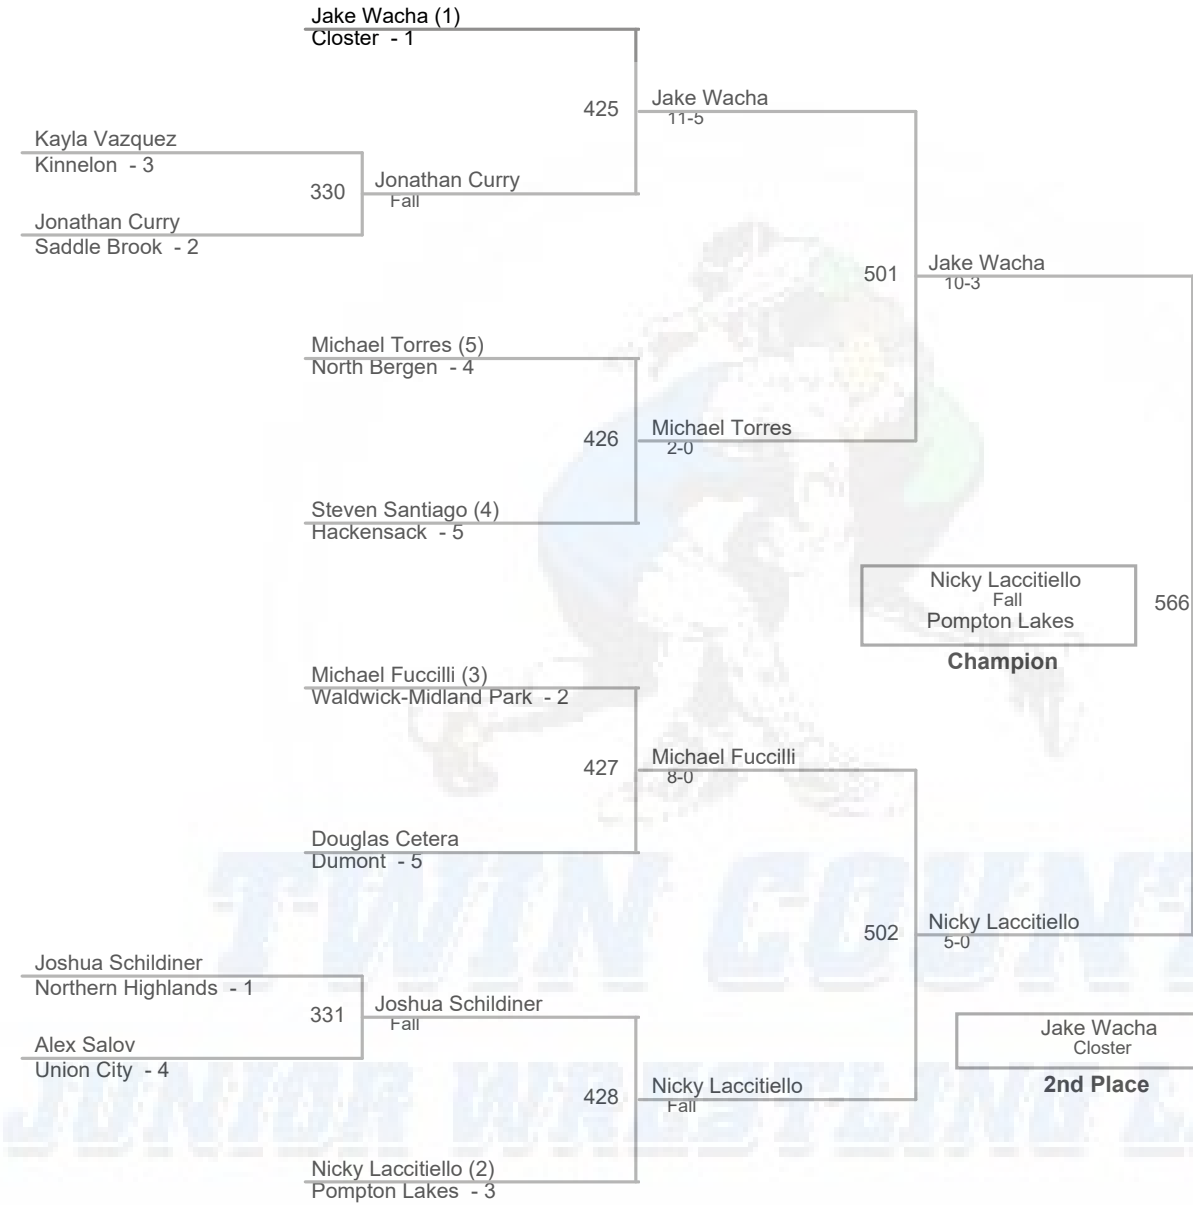 Jake Wacha (1)
Closter - 1
425
Jake Wacha
11-5
Kayla Vazquez
Kinnelon - 3
330
Jonathan Curry
Fall
Jonathan Curry
Saddle Brook - 2
501
Jake Wacha
10-3
Michael Torres (5)
North Bergen - 4
426
Michael Torres
2-0
Steven Santiago (4)
Hackensack - 5
Nicky Laccitiello
Fall
Pompton Lakes
566
Champion
Michael Fuccilli (3)
Waldwick-Midland Park - 2
427
Michael Fuccilli
8-0
Douglas Cetera
Dumont - 5
TWIN COUNT
502
Nicky Laccitiello
5-0
Joshua Schildiner
Northern Highlands - 1
331
Joshua Schildiner
Fall
Alex Salov
Union City - 4
Jake Wacha
Closter
2nd Place
428
Nicky Laccitiello
Fall
JUNIOR WRESTLING
Nicky Laccitiello (2)
Pompton Lakes - 3